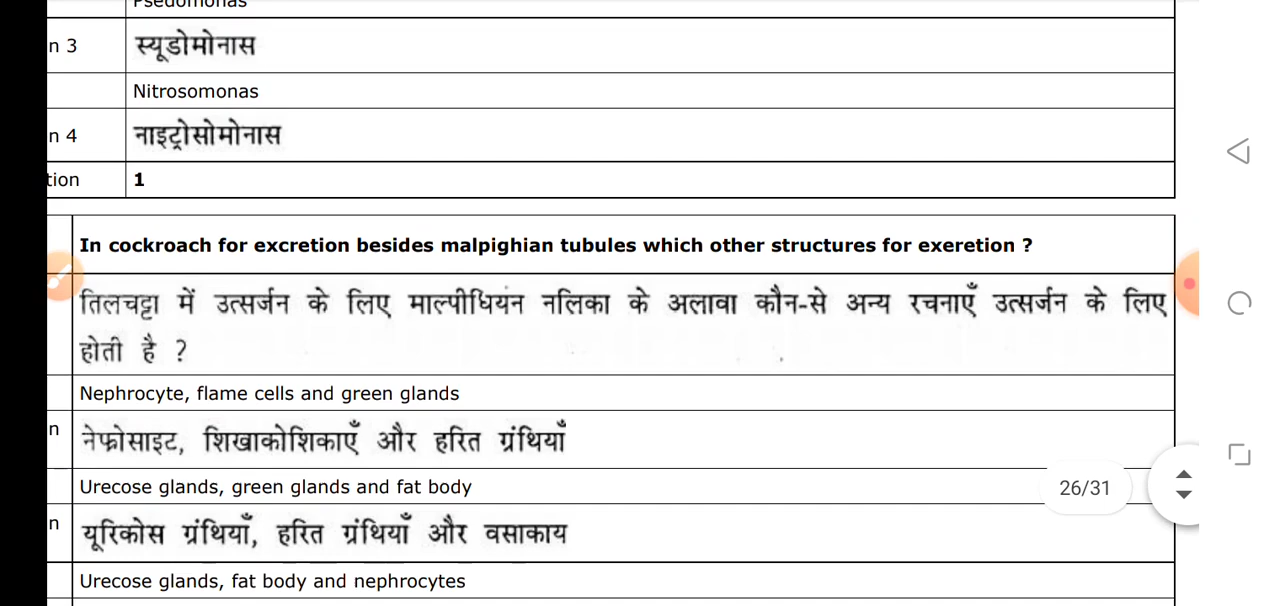 Psedomonas
n 3
स्यूडोमोनास
Nitrosomonas
n 4
नाइट्रोसोमोनास
tion
1
In cockroach for excretion besides malpighian tubules which other structures for exeretion ?
तिलचट्टा में उत्सर्जन के लिए माल्पीधियंन नलिका के अलावा कौन-से अन्य रचनाएँ उत्सर्जन के लिए
होती है ?
Nephrocyte, flame cells and green glands
n
नेफ्रोसाइट, शिखाकोशिकाएँ और हरित ग्रंथियाँ
Urecose glands, green glands and fat body
26/31
n
यूरिकोस ग्रंथियाँ, हरित ग्रंथियाँ और वसाकाय
Urecose glands, fat body and nephrocytes